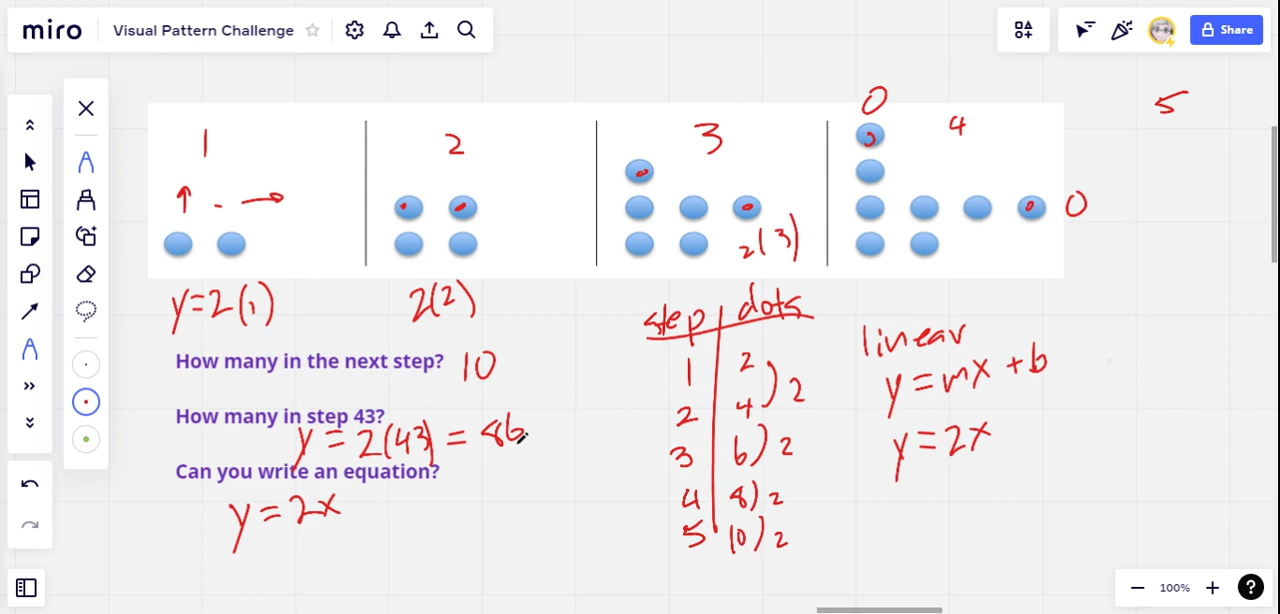 miro Visual Pattern Challenge Share
0
1 2 3 4 5
0
2(3)
y=2(1) 2(2)
step dots
1 2
2 4
3 6
4 8
5 10
) 2
) 2
) 2
) 2
linear
y=mx+b
y=2x
How many in the next step? 10
How many in step 43?
y=2(43)=86
Can you write an equation?
y=2x
100%
?